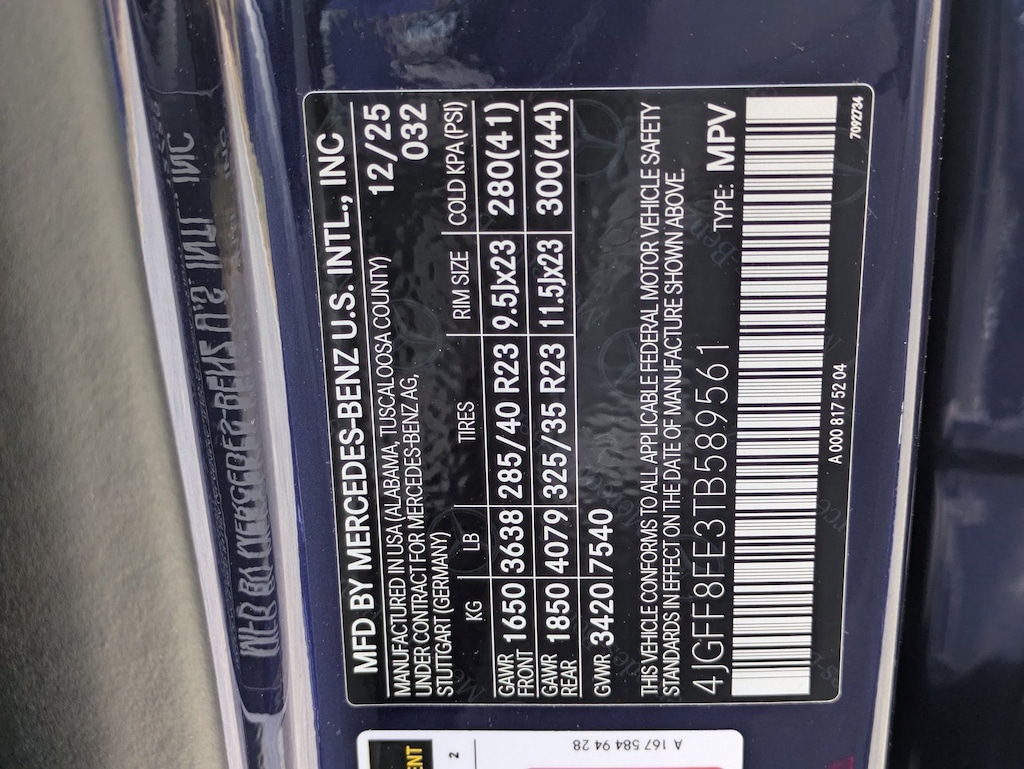 MFD BY MERCEDES-BENZ U.S. INTL., INC
MANUFACTURED IN USA (ALABAMA, TUSCALOOSA COUNTY) 12/25
UNDER CONTRACT FOR MERCEDES-BENZ AG, 032
STUTTGART (GERMANY)
KG LB TIRES RIM SIZE COLD KPA(PSI)
GAWR FRONT 1650 3638 285/40 R23 9.5Jx23 280(41)
GAWR REAR 1850 4079 325/35 R23 11.5Jx23 300(44)
GVWR 3420 7540
THIS VEHICLE CONFORMS TO ALL APPLICABLE FEDERAL MOTOR VEHICLE SAFETY
STANDARDS IN EFFECT ON THE DATE OF MANUFACTURE SHOWN ABOVE.
4JGFF8FE3TB589561 TYPE: MPV
A 000 817 52 04 7092734
ENT
2
A 167 584 94 28